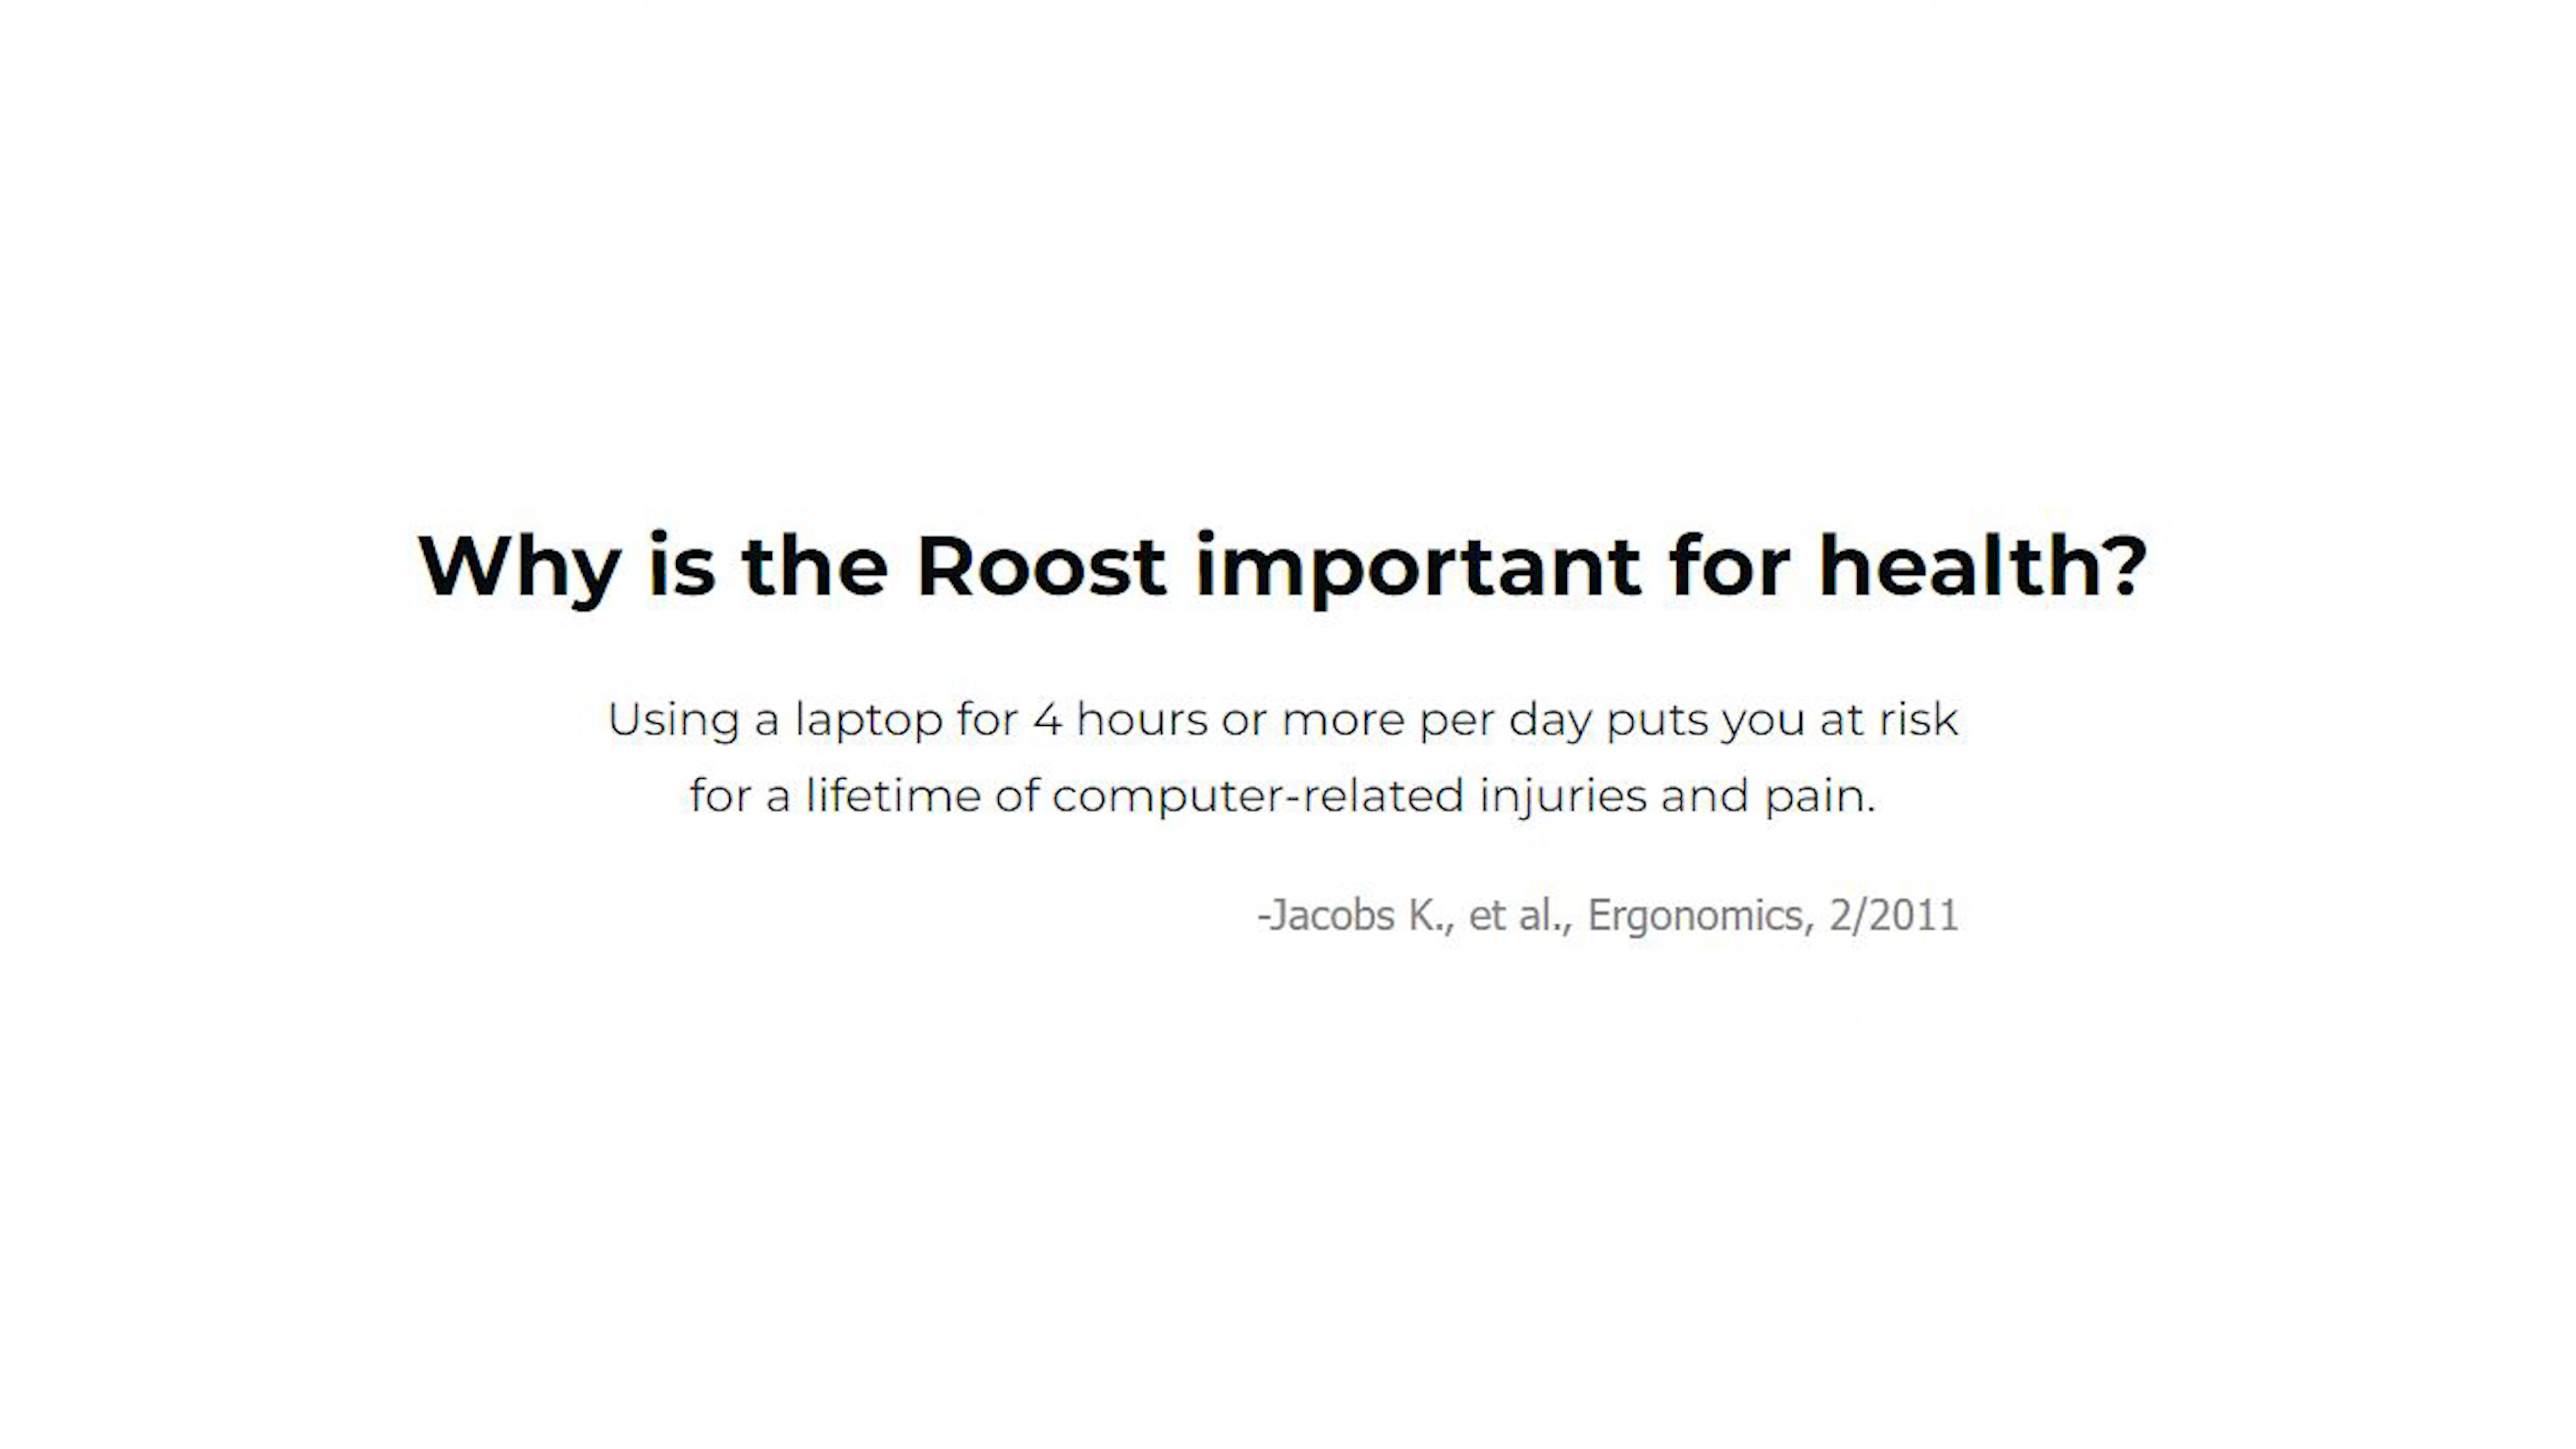 Why is the Roost important for health?
Using a laptop for 4 hours or more per day puts you at risk
for a lifetime of computer-related injuries and pain.
-Jacobs K., et al., Ergonomics, 2/2011